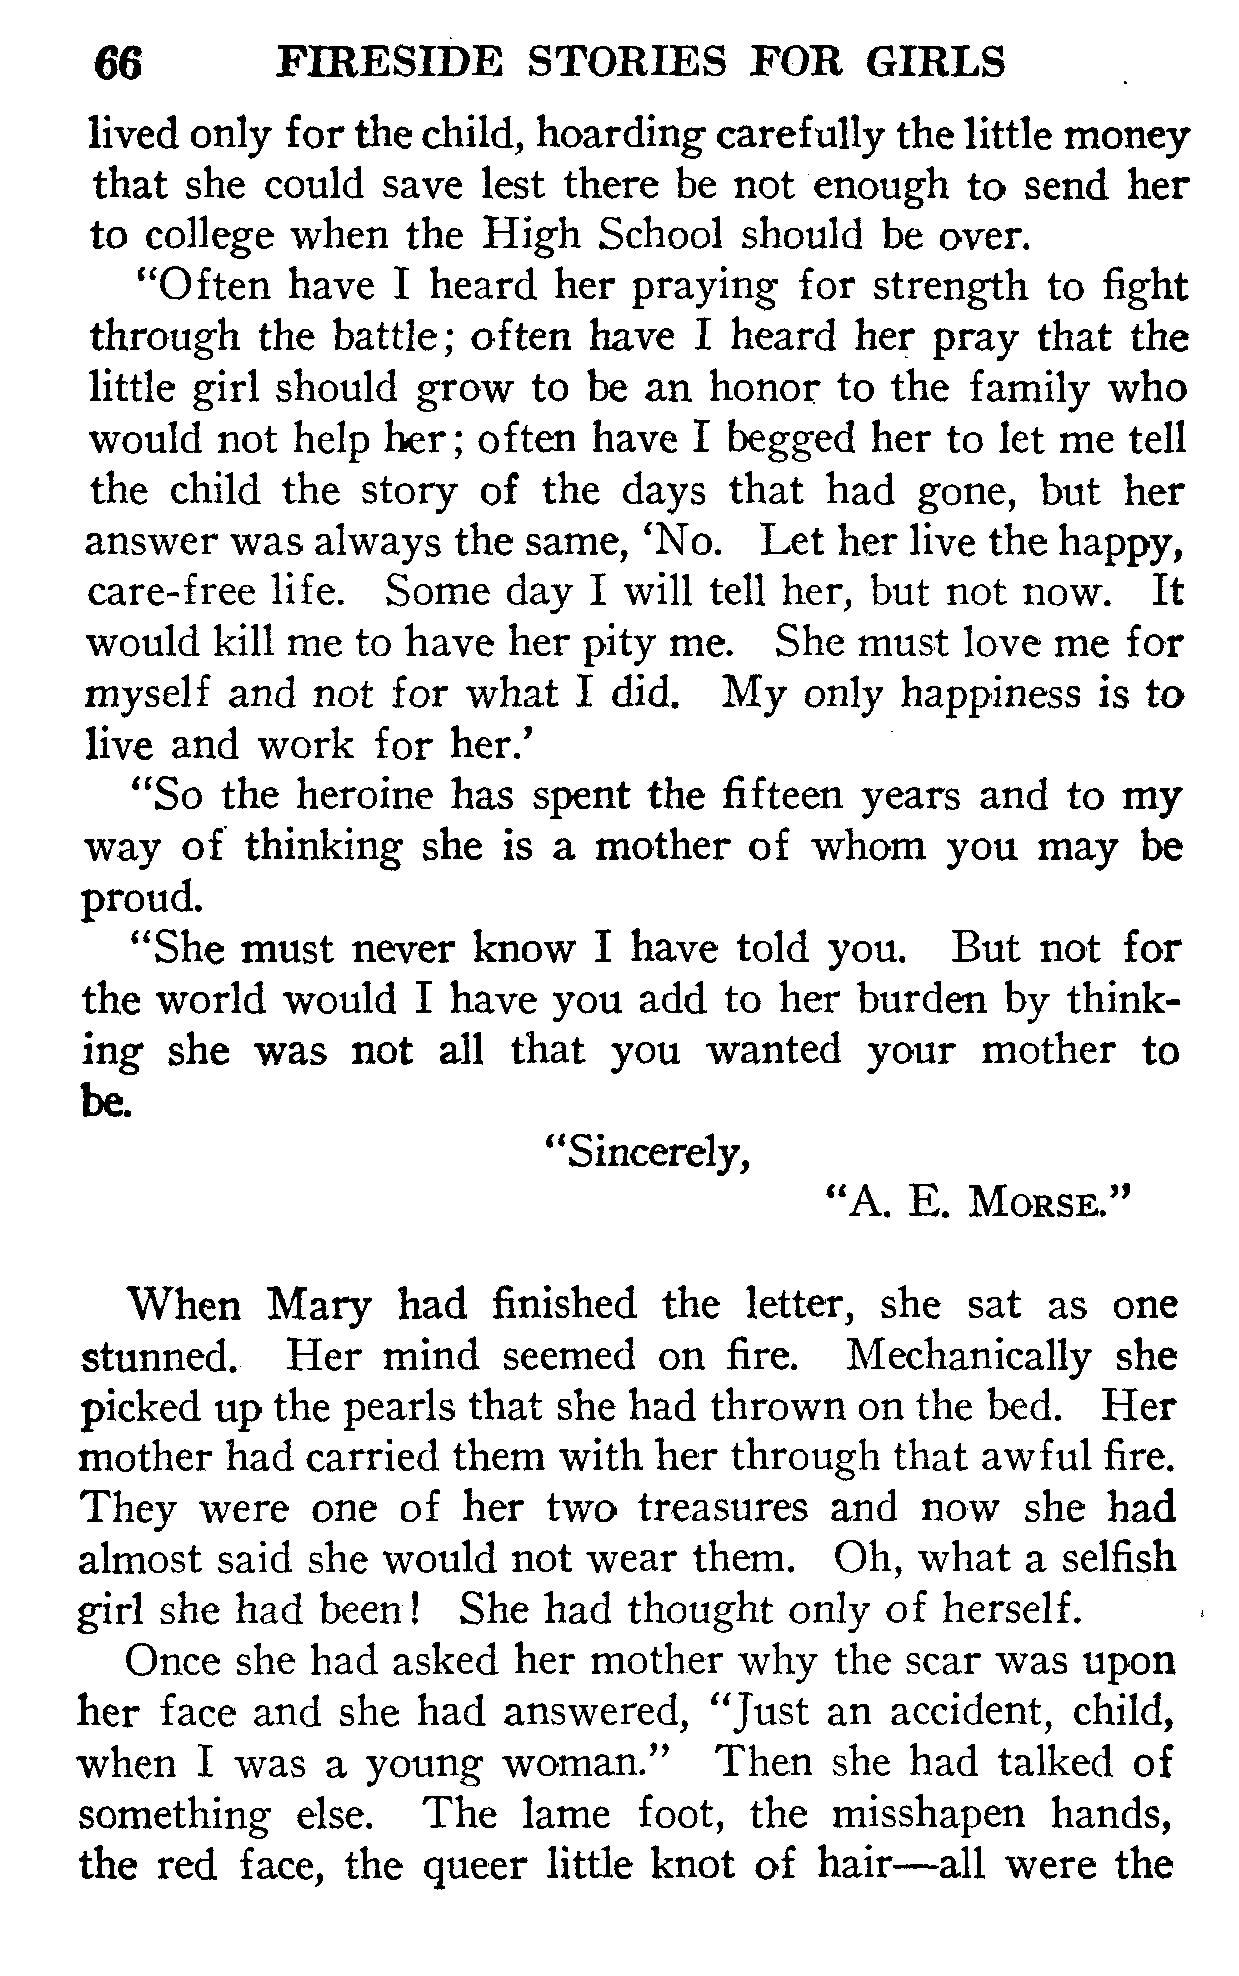 66 FIRESIDE STORIES FOR GIRLS
lived only for the child, hoarding carefully the little money
that she could save lest there be not enough to send her
to college when the High School should be over.
“Often have I heard her praying for strength to fight
through the battle; often have I heard her pray that the
little girl should grow to be an honor to the family who
would not help her; often have I begged her to let me tell
the child the story of the days that had gone, but her
answer was always the same, ‘No. Let her live the happy,
care-free life. Some day I will tell her, but not now. It
would kill me to have her pity me. She must love me for
myself and not for what I did. My only happiness is to
live and work for her.’
“So the heroine has spent the fifteen years and to my
way of thinking she is a mother of whom you may be
proud.
“She must never know I have told you. But not for
the world would I have you add to her burden by think-
ing she was not all that you wanted your mother to
be.
“Sincerely,
“A. E. MORSE.”
When Mary had finished the letter, she sat as one
stunned. Her mind seemed on fire. Mechanically she
picked up the pearls that she had thrown on the bed. Her
mother had carried them with her through that awful fire.
They were one of her two treasures and now she had
almost said she would not wear them. Oh, what a selfish
girl she had been! She had thought only of herself.
Once she had asked her mother why the scar was upon
her face and she had answered, “Just an accident, child,
when I was a young woman.” Then she had talked of
something else. The lame foot, the misshapen hands,
the red face, the queer little knot of hair—all were the